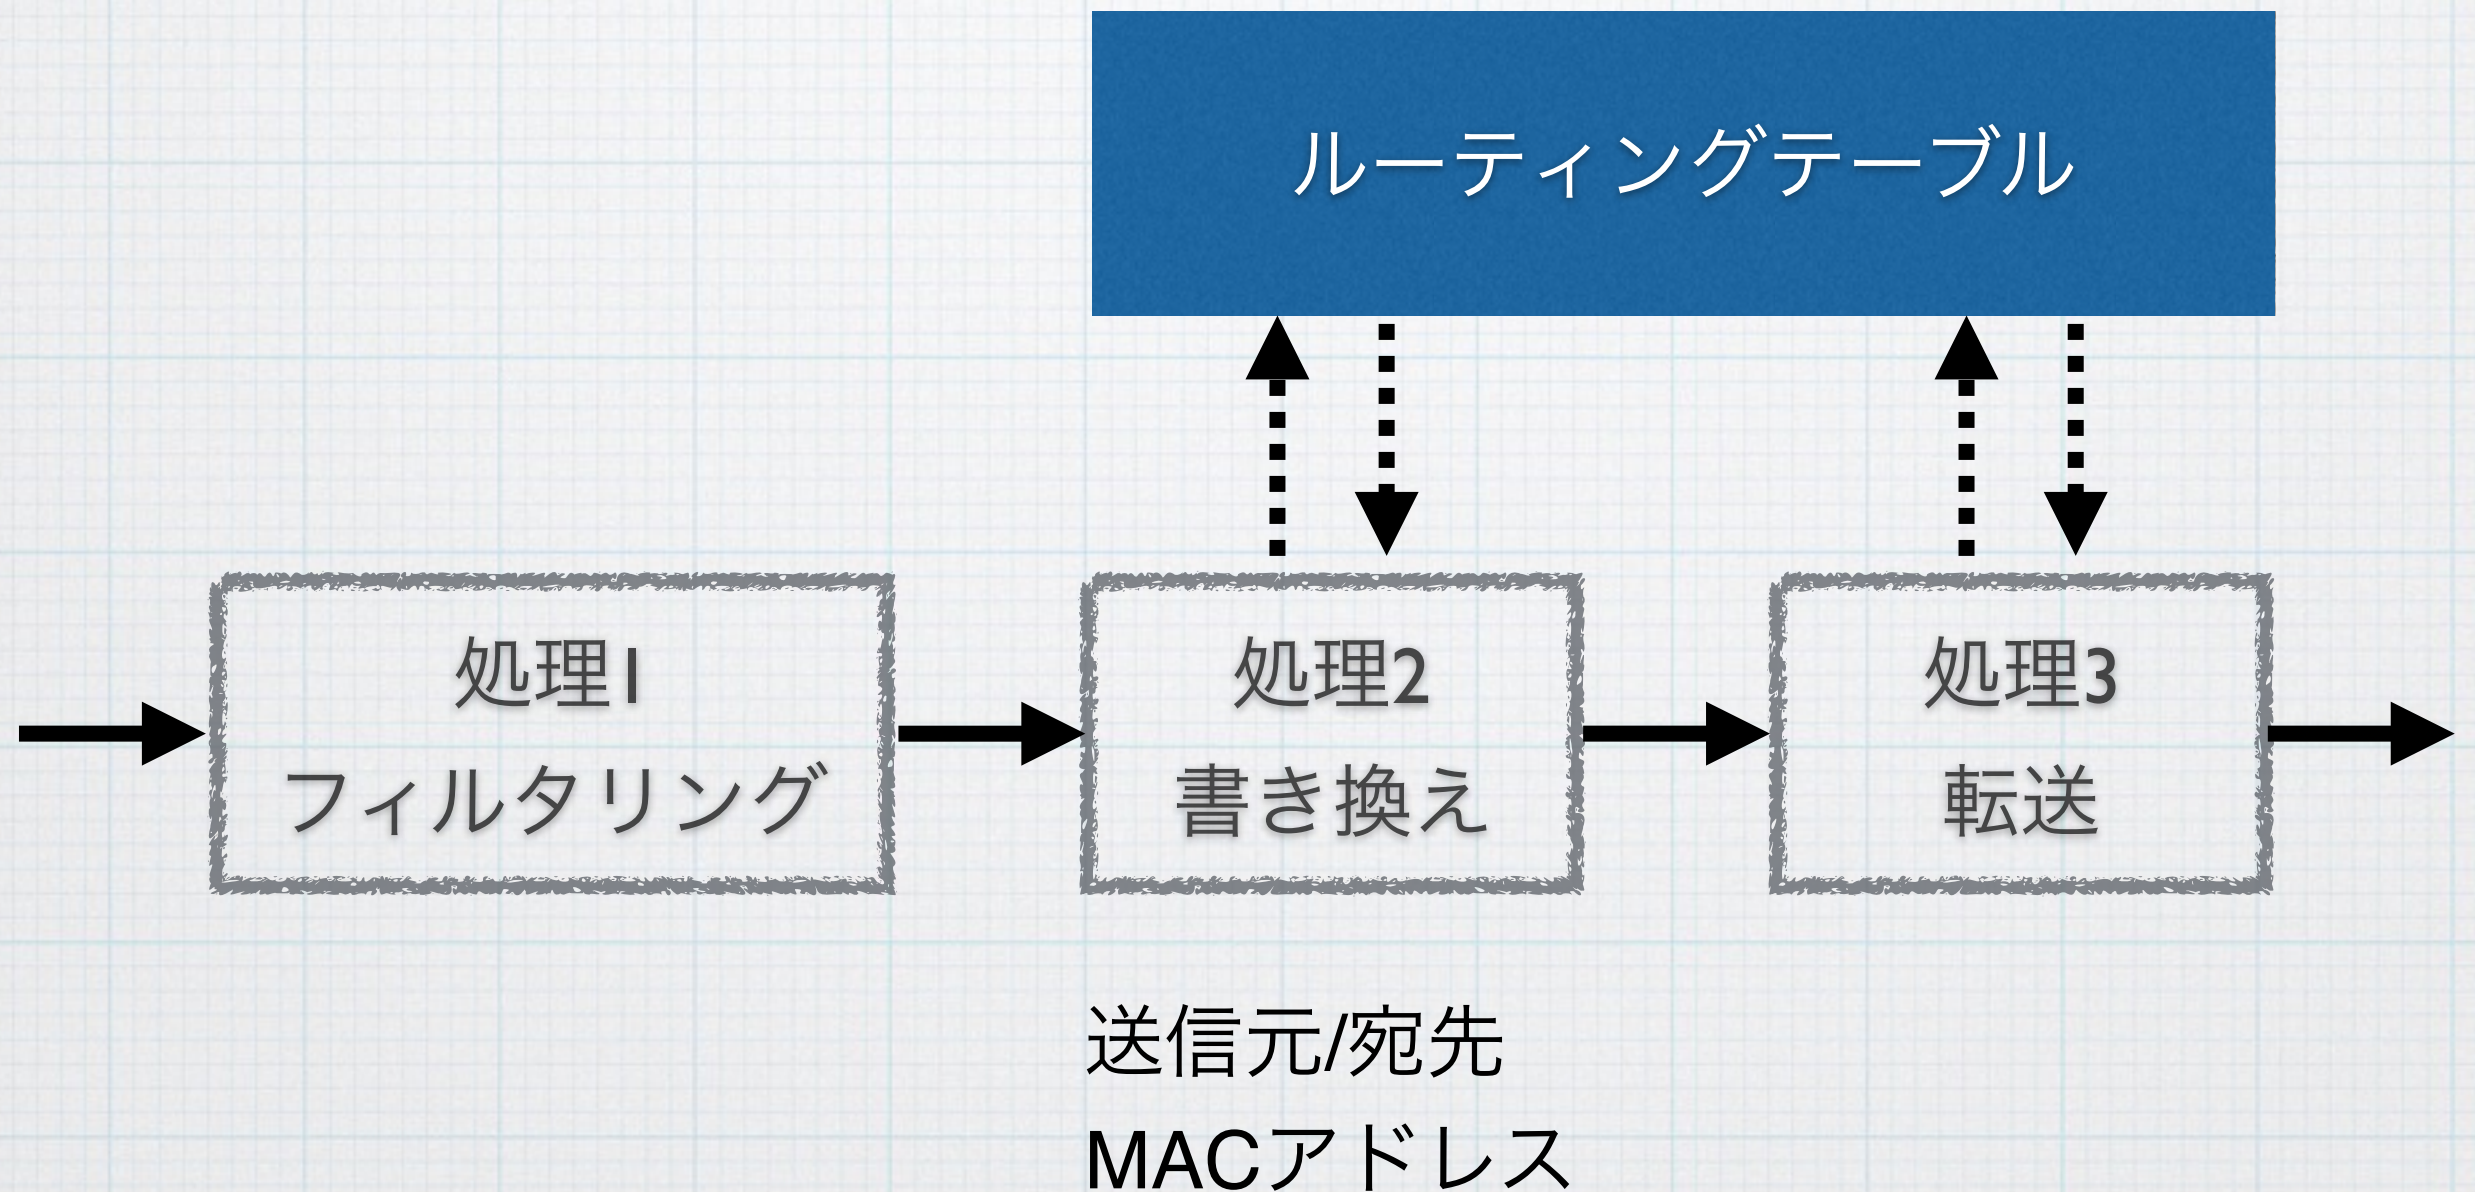 ルーティングテーブル
処理1
フィルタリング
処理2
書き換え
処理3
転送
送信元/宛先
MACアドレス